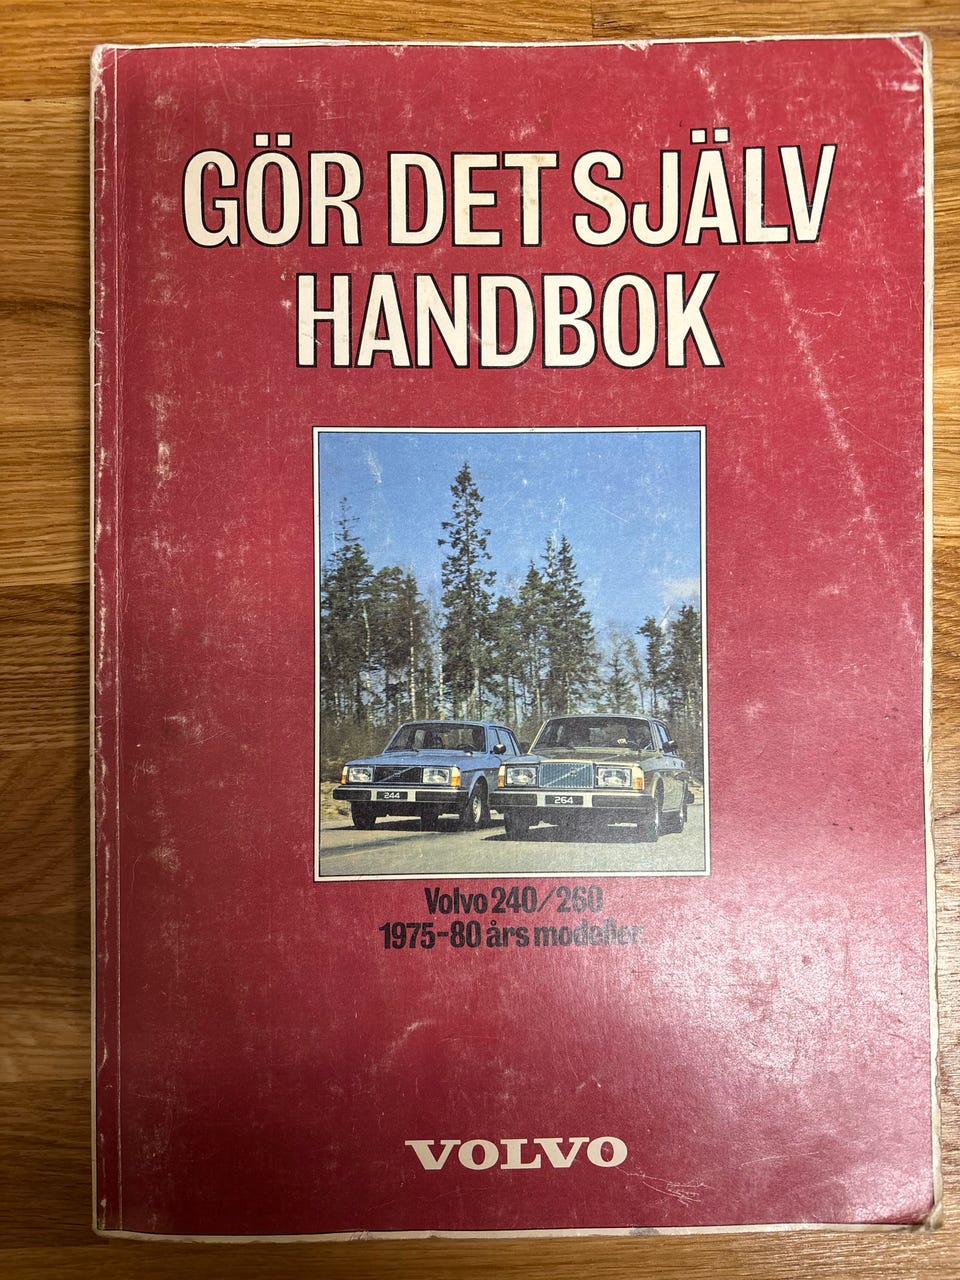 GÖR DET SJÄLV
HANDBOK
244
264
Volvo 240/260
1975-80 års modeller.
VOLVO